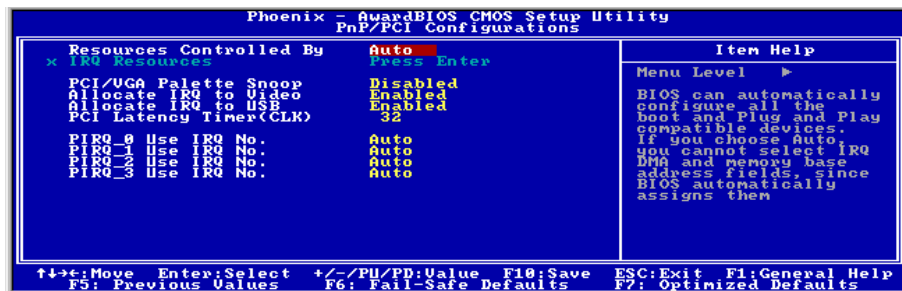 Phoenix - AwardBIOS CMOS Setup Utility
PnP/PCI Configurations
Resources Controlled By Auto
x IRQ Resources Press Enter
PCI/VGA Palette Snoop Disabled
Allocate IRQ to Video Enabled
Allocate IRQ to USB Enabled
PCI Latency Timer(CLK) 32
PIRQ_0 Use IRQ No. Auto
PIRQ_1 Use IRQ No. Auto
PIRQ_2 Use IRQ No. Auto
PIRQ_3 Use IRQ No. Auto
Item Help
Menu Level ►
BIOS can automatically
configure all the
boot and Plug and Play
compatible devices.
If you choose Auto,
you cannot select IRQ
DMA and memory base
address fields, since
BIOS automatically
assigns them
↑↓→←:Move Enter:Select +/-/PU/PD:Value F10:Save ESC:Exit F1:General Help
F5: Previous Values F6: Fail-Safe Defaults F7: Optimized Defaults